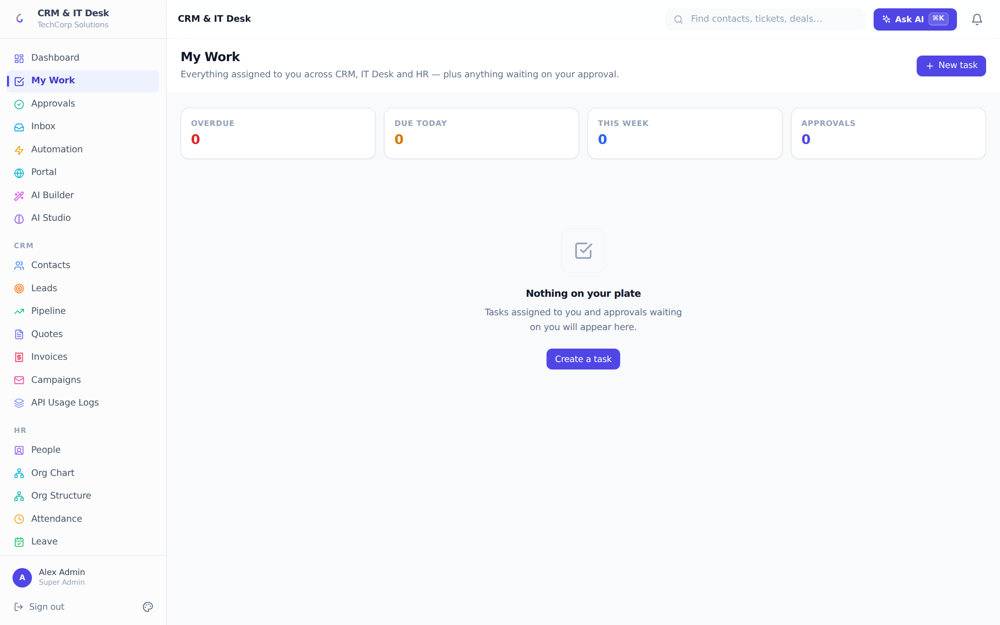 CRM & IT Desk
TechCorp Solutions
Dashboard
My Work
Approvals
Inbox
Automation
Portal
AI Builder
AI Studio
CRM
Contacts
Leads
Pipeline
Quotes
Invoices
Campaigns
API Usage Logs
HR
People
Org Chart
Org Structure
Attendance
Leave
A
Alex Admin
Super Admin
Sign out
CRM & IT Desk
Find contacts, tickets, deals...
Ask AI ⌘K
My Work
Everything assigned to you across CRM, IT Desk and HR — plus anything waiting on your approval.
New task
OVERDUE
0
DUE TODAY
0
THIS WEEK
0
APPROVALS
0
Nothing on your plate
Tasks assigned to you and approvals waiting
on you will appear here.
Create a task